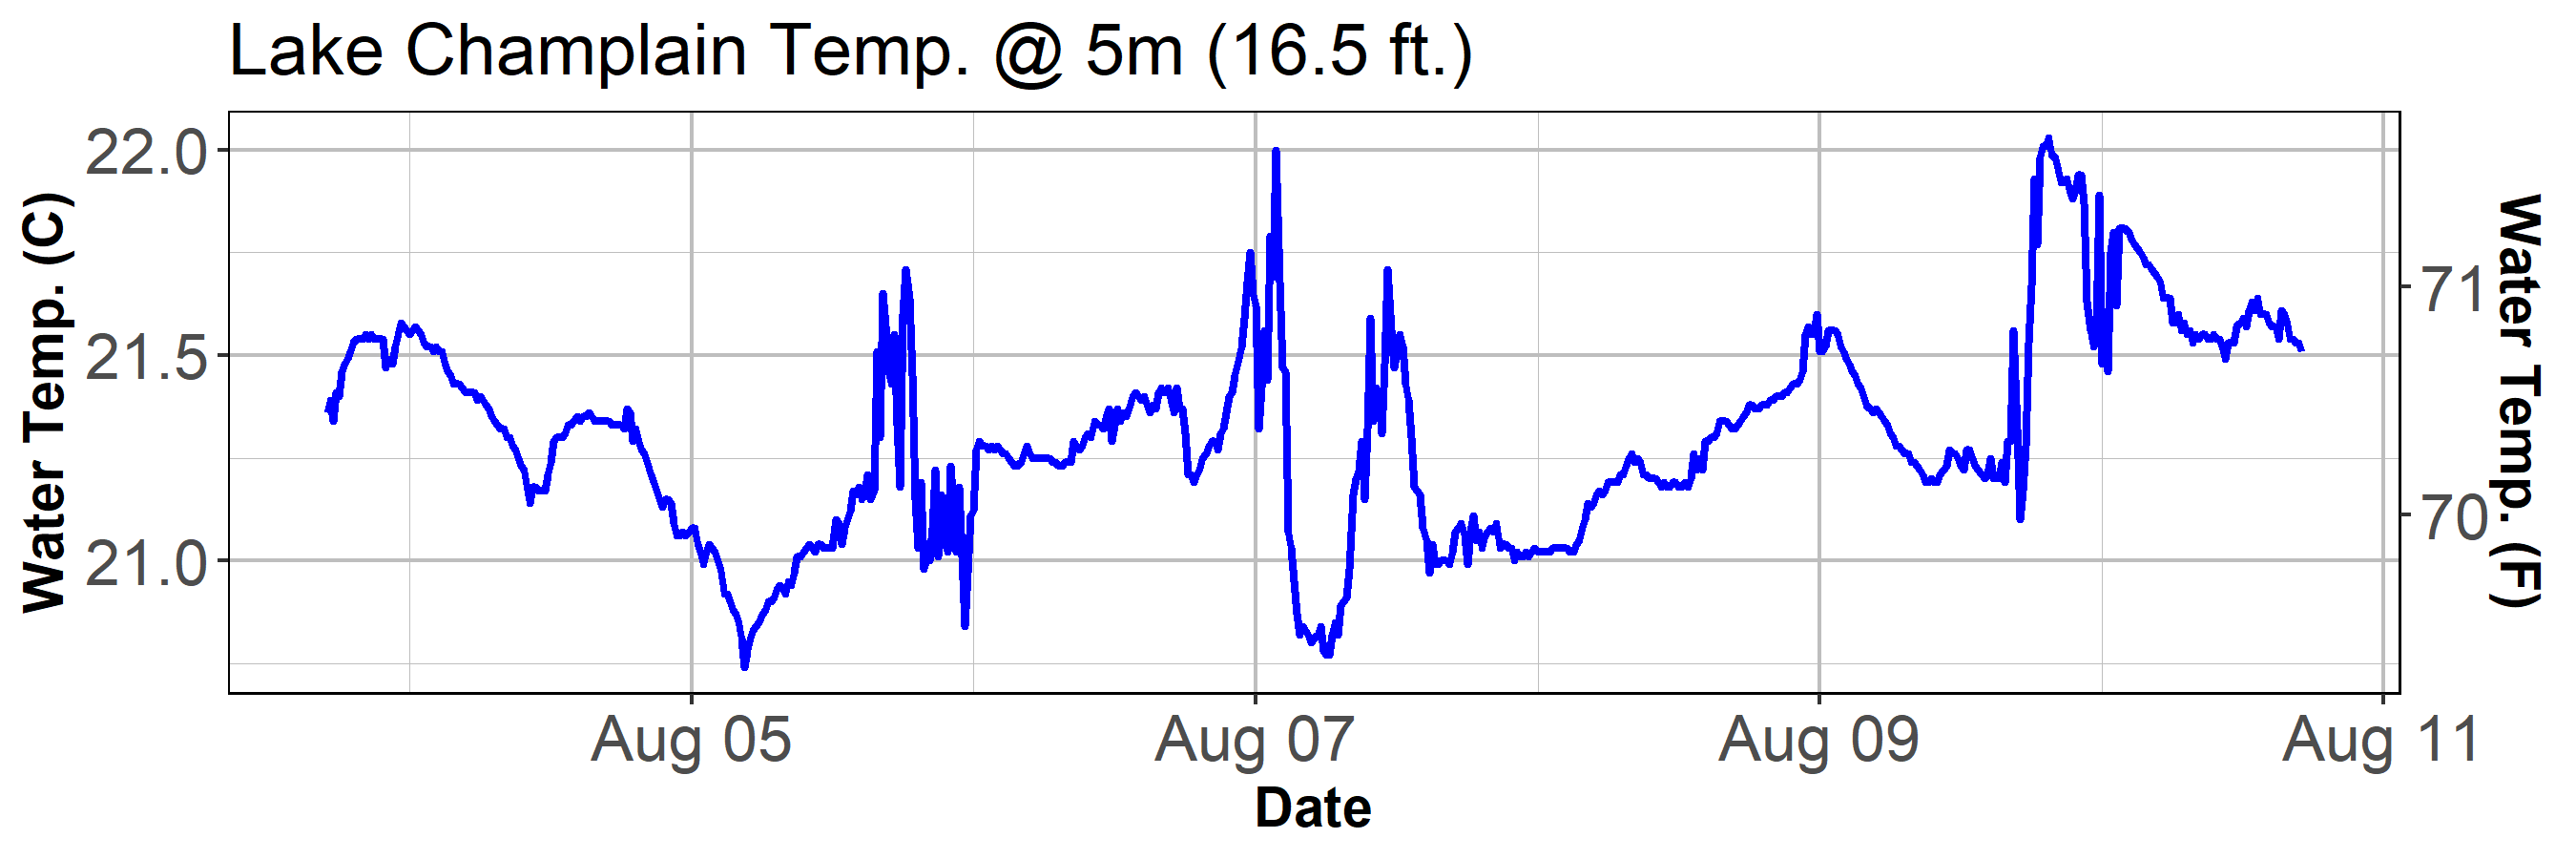 Lake Champlain Temp. @ 5m (16.5 ft.)
Water Temp. (C)
22.0
21.5
21.0
71
70
Water Temp. (F)
Aug 05 Aug 07 Aug 09 Aug 11
Date